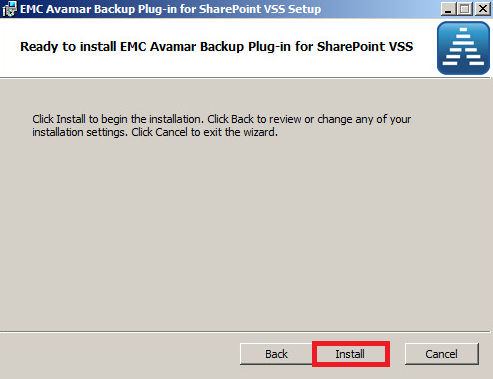 EMC Avamar Backup Plug-in for SharePoint VSS Setup
Ready to install EMC Avamar Backup Plug-in for SharePoint VSS
Click Install to begin the installation. Click Back to review or change any of your
installation settings. Click Cancel to exit the wizard.
Back Install Cancel